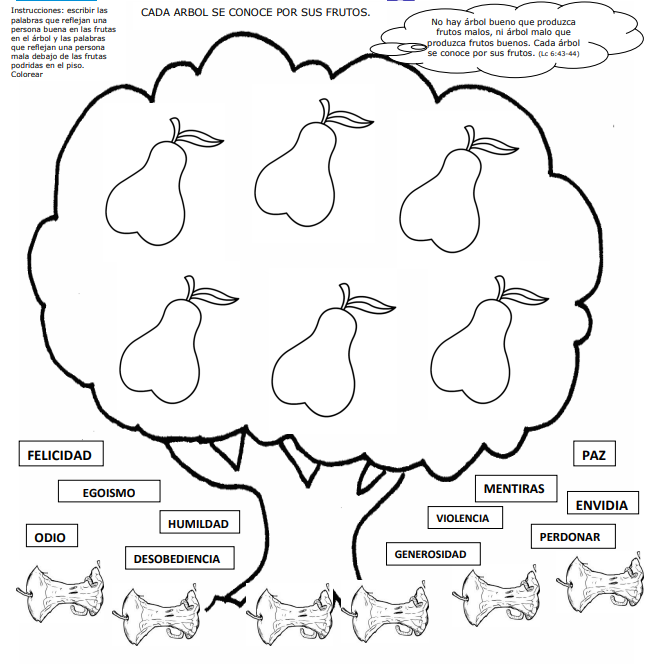 Instrucciones: escribir las
palabras que reflejan una
persona buena en las frutas
en el árbol y las palabras
que reflejan una persona
mala debajo de las frutas
podridas en el piso.
Colorear
CADA ARBOL SE CONOCE POR SUS FRUTOS.
No hay árbol bueno que produzca
frutos malos, ni árbol malo que
produzca frutos buenos. Cada árbol
se conoce por sus frutos. (Lc 6:43-44)
FELICIDAD
PAZ
EGOISMO
MENTIRAS
ENVIDIA
HUMILDAD
VIOLENCIA
ODIO
PERDONAR
DESOBEDIENCIA
GENEROSIDAD